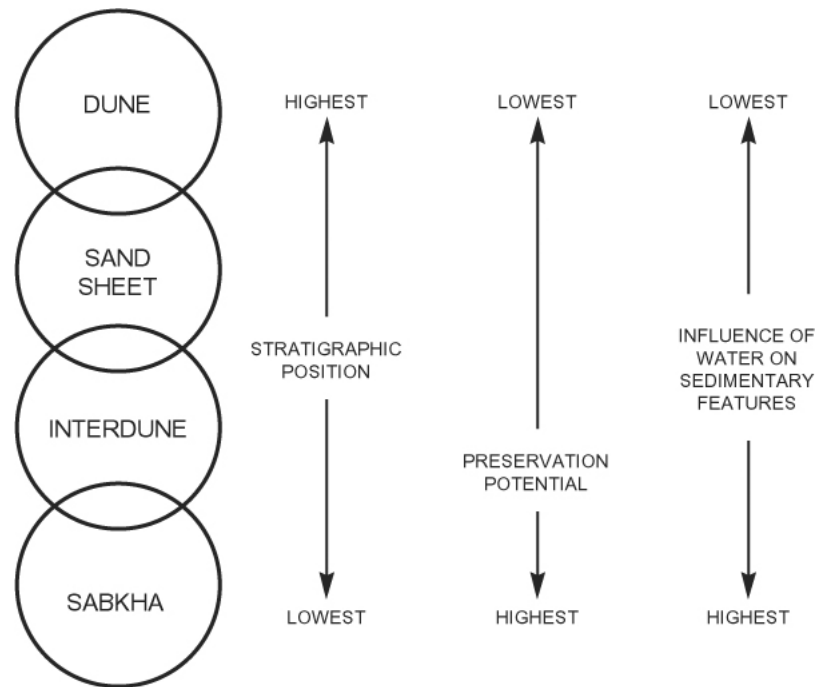 DUNE
SAND
SHEET
INTERDUNE
SABKHA
HIGHEST
STRATIGRAPHIC
POSITION
LOWEST
LOWEST
PRESERVATION
POTENTIAL
HIGHEST
LOWEST
INFLUENCE OF
WATER ON
SEDIMENTARY
FEATURES
HIGHEST